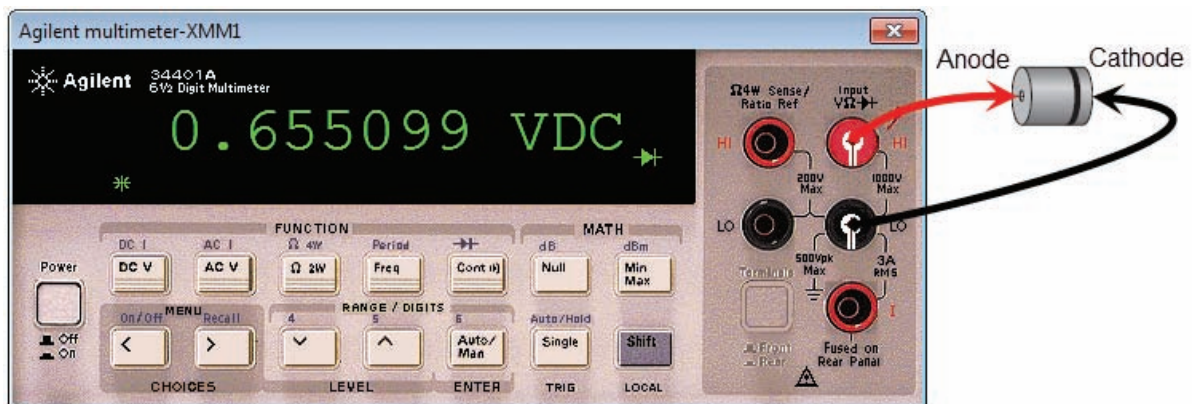 Agilent multimeter-XMM1
Agilent 34401A
6½ Digit Multimeter
0.655099 VDC
Anode Cathode
Ω4W Sense/ Ratio Ref
Input VΩ
HI HI
200V Max
1000V Max
LO LO
500Vpk Max
3A RMS
Terminals
I
Front
Rear
Fused on Rear Panal
FUNCTION MATH
DC I AC I Ω 4W Period dB dBm
Power DC V AC V Ω 2W Freq Cont Null Min Max
MENU RANGE / DIGITS
On/Off Recall 4 5 6 Auto/Hold
Off
On
< > Auto/ Man Single Shift
CHOICES LEVEL ENTER TRIG LOCAL